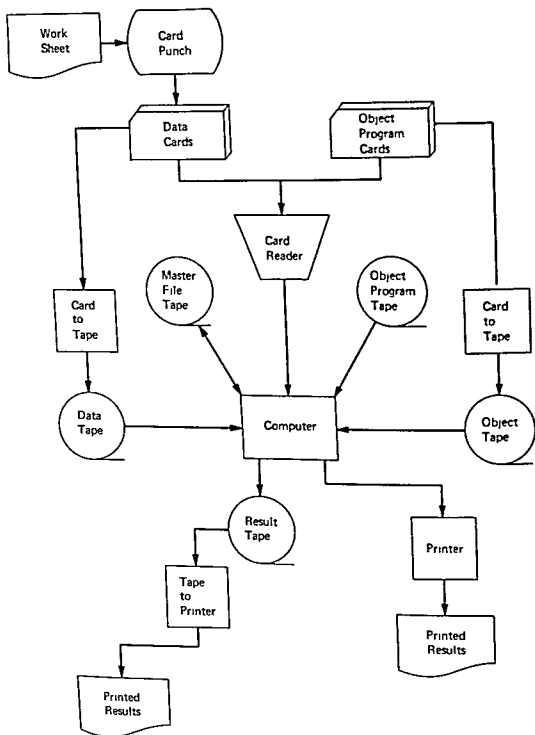 Work
Sheet
Card
Punch
Data
Cards
Object
Program
Cards
Card
Reader
Master
File
Tape
Object
Program
Tape
Card
to
Tape
Card
to
Tape
Data
Tape
Computer
Object
Tape
Result
Tape
Printer
Tape
to
Printer
Printed
Results
Printed
Results